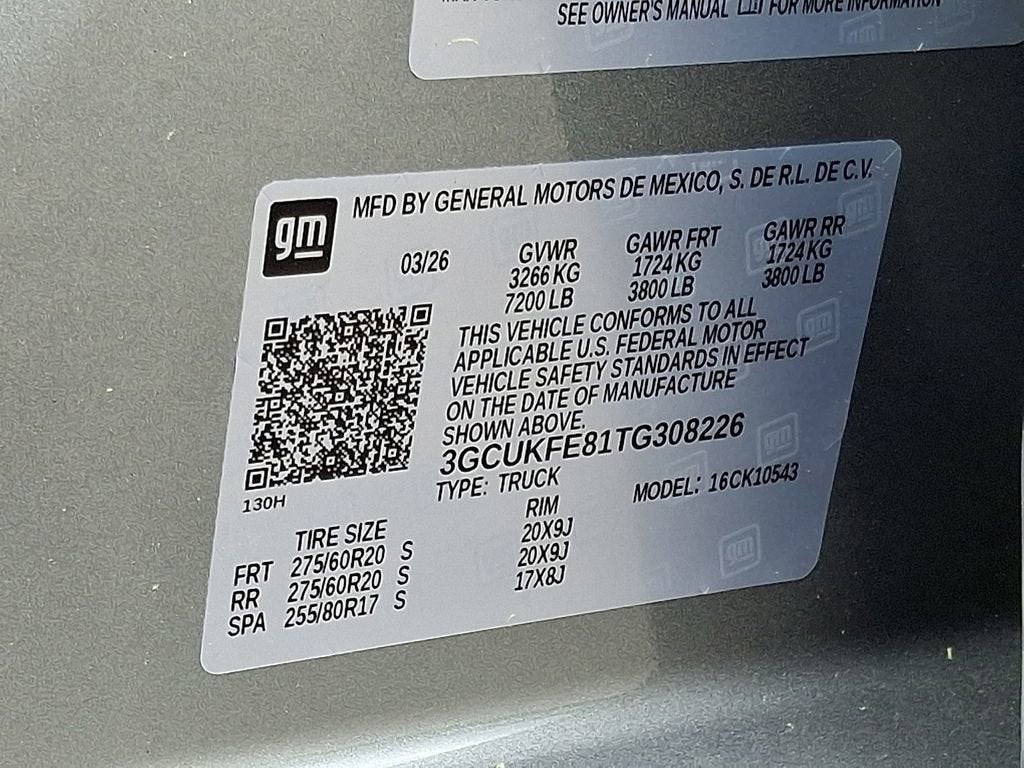 SEE OWNER'S MANUAL FOR MORE INFORMATION
gm
MFD BY GENERAL MOTORS DE MEXICO, S. DE R.L. DE C.V.
03/26 GVWR GAWR FRT GAWR RR
3266 KG 1724 KG 1724 KG
7200 LB 3800 LB 3800 LB
THIS VEHICLE CONFORMS TO ALL
APPLICABLE U.S. FEDERAL MOTOR
VEHICLE SAFETY STANDARDS IN EFFECT
ON THE DATE OF MANUFACTURE
SHOWN ABOVE.
3GCUKFE81TG308226
TYPE: TRUCK MODEL: 16CK10543
130H
TIRE SIZE RIM
FRT 275/60R20 S 20X9J
RR 275/60R20 S 20X9J
SPA 255/80R17 S 17X8J